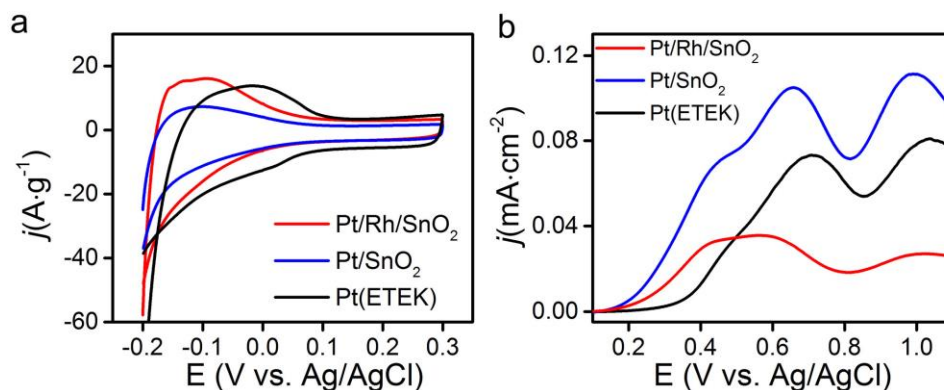 a
j(A·g⁻¹)
20
0
-20
-40
-60
Pt/Rh/SnO₂
Pt/SnO₂
Pt(ETEK)
-0.2 -0.1 0.0 0.1 0.2 0.3
E (V vs. Ag/AgCl)
b
j(mA·cm⁻²)
0.12
0.08
0.04
0.00
Pt/Rh/SnO₂
Pt/SnO₂
Pt(ETEK)
0.2 0.4 0.6 0.8 1.0
E (V vs. Ag/AgCl)